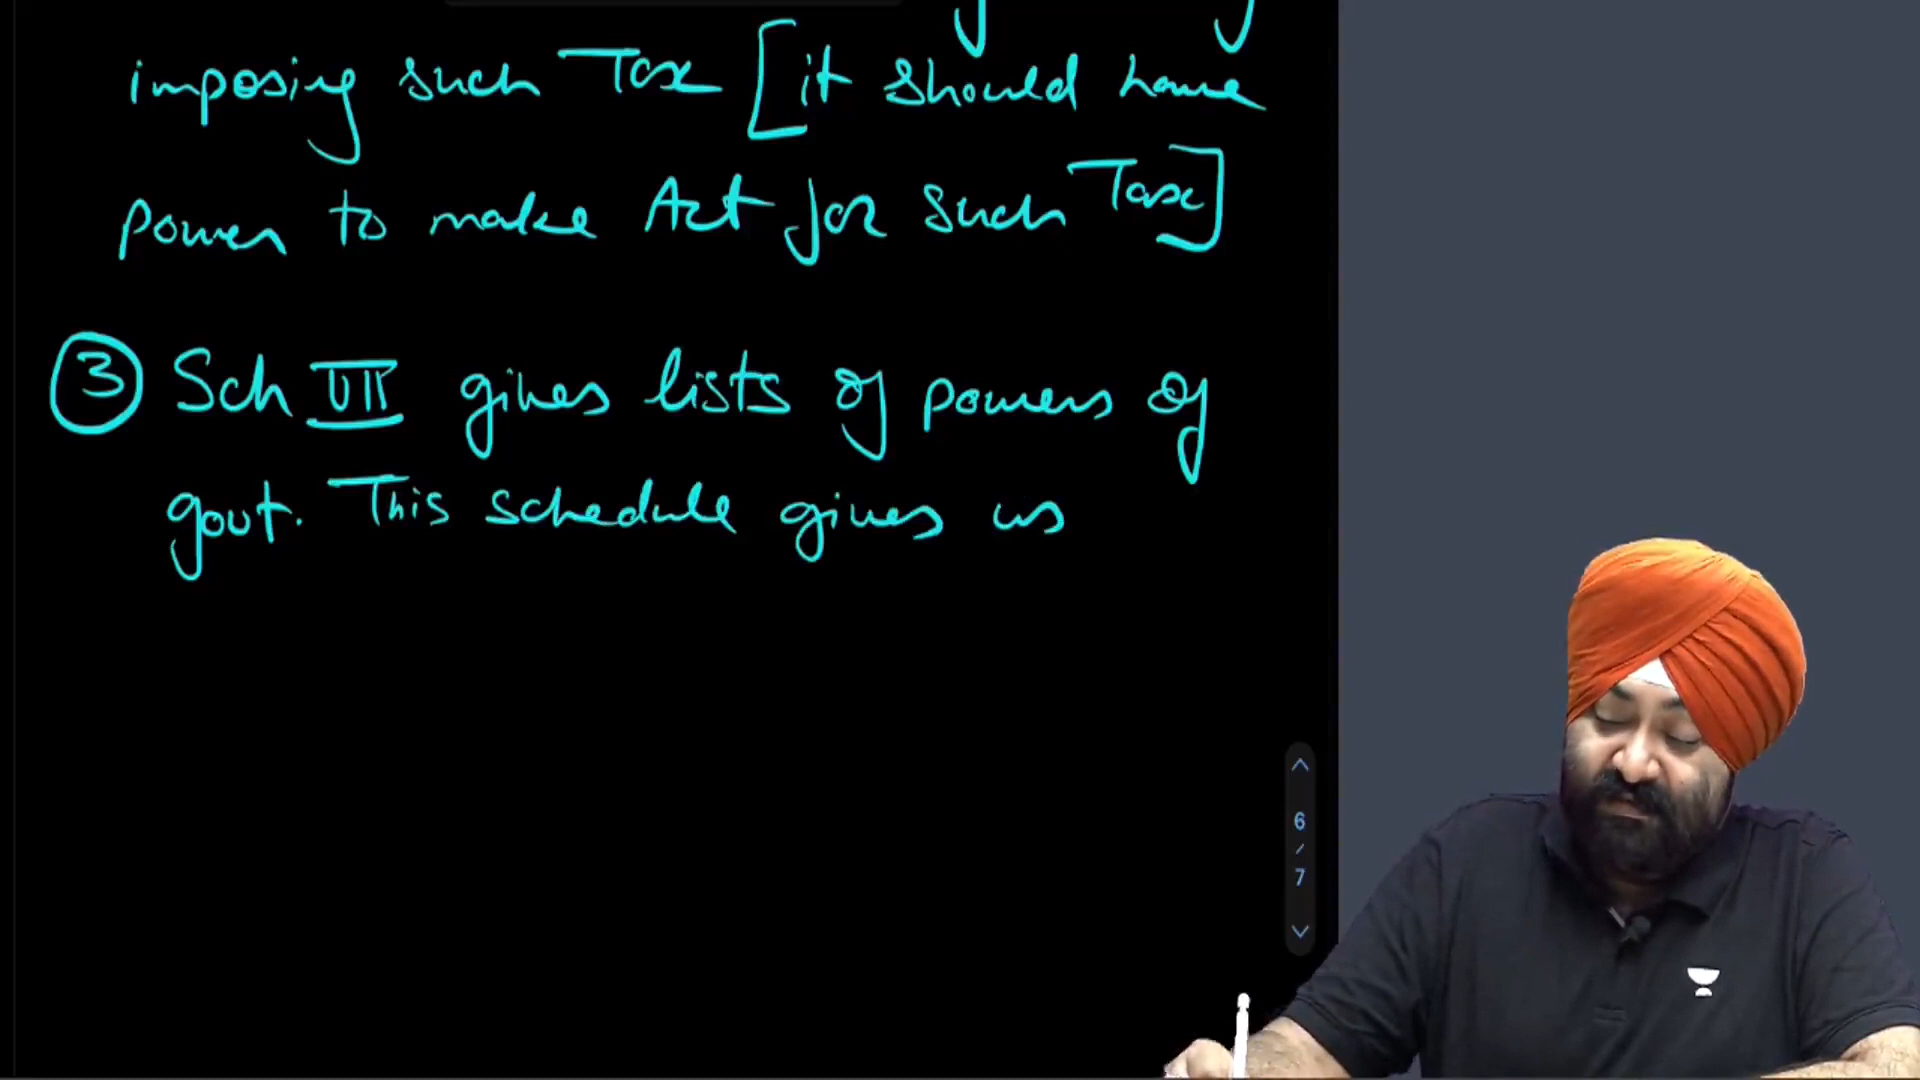 imposing such Tax [it should have
power to make Act for such Tax]
3 Sch VII gives lists of powers of
govt. This schedule gives us
6
/
7